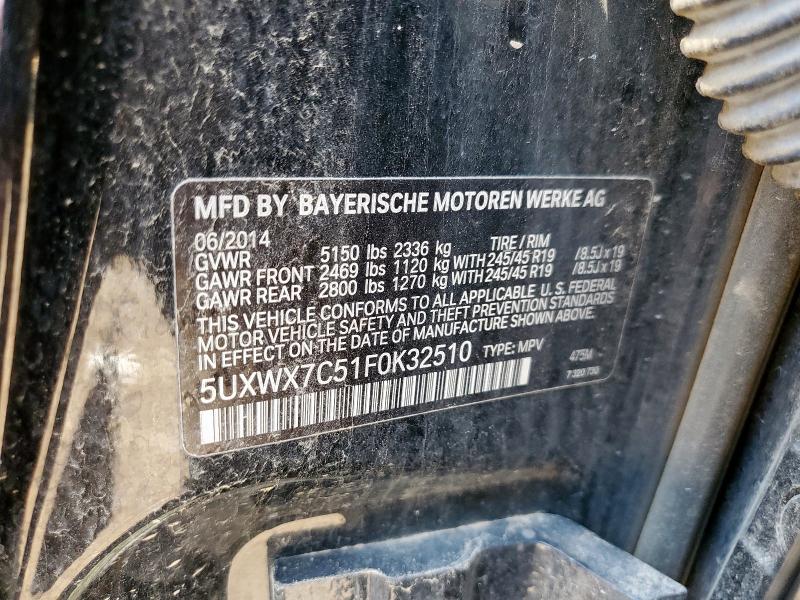 MFD BY BAYERISCHE MOTOREN WERKE AG
06/2014 TIRE / RIM
GVWR 5150 lbs 2336 kg
GAWR FRONT 2469 lbs 1120 kg WITH 245/45 R19 /8.5J x 19
GAWR REAR 2800 lbs 1270 kg WITH 245/45 R19 /8.5J x 19
THIS VEHICLE CONFORMS TO ALL APPLICABLE U. S. FEDERAL
MOTOR VEHICLE SAFETY AND THEFT PREVENTION STANDARDS
IN EFFECT ON THE DATE OF MANUFACTURE SHOWN ABOVE.
5UXWX7C51F0K32510 TYPE: MPV 475M
7 320 730